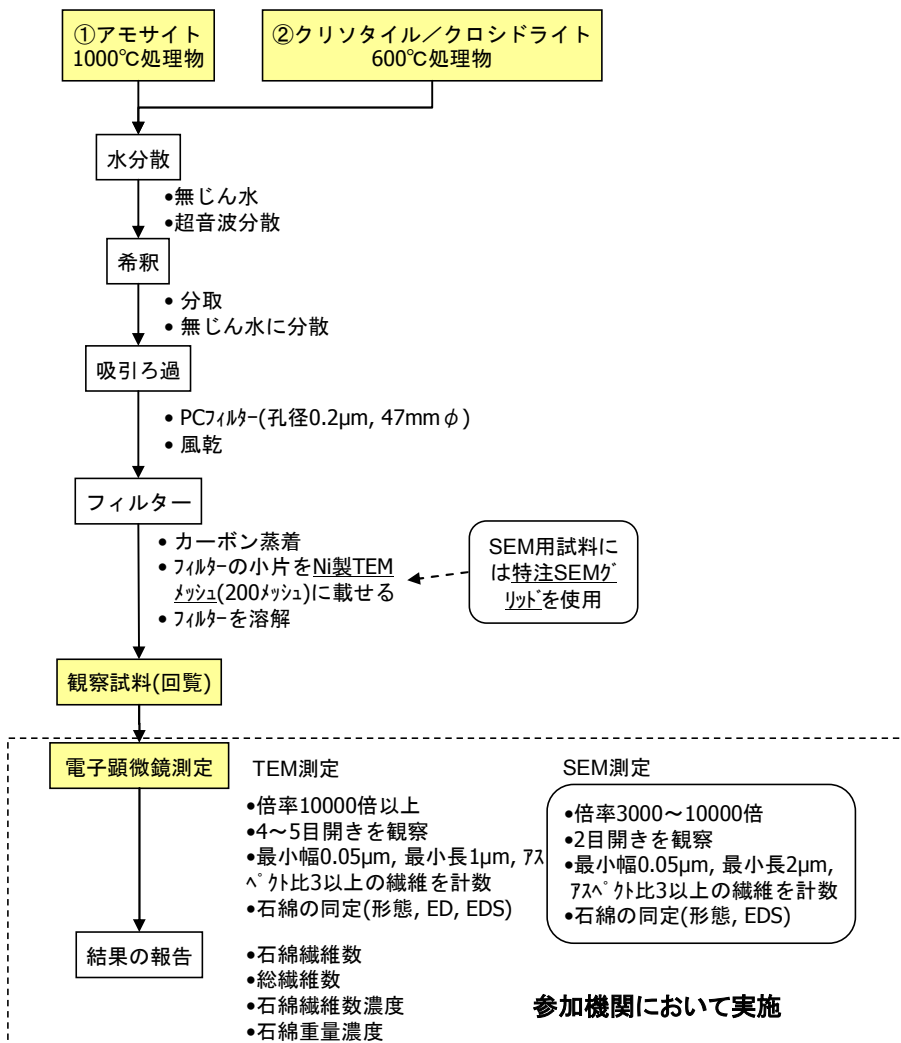 ①アモサイト
1000℃処理物
②クリソタイル／クロシドライト
600℃処理物
水分散
•無じん水
•超音波分散
希釈
• 分取
• 無じん水に分散
吸引ろ過
• PCﾌｨﾙﾀｰ(孔径0.2µm, 47mmφ)
• 風乾
フィルター
• カーボン蒸着
• ﾌｨﾙﾀｰの小片をNi製TEM
ﾒｯｼｭ(200ﾒｯｼｭ)に載せる
• ﾌｨﾙﾀｰを溶解
SEM用試料に
は特注SEMｸﾞ
ﾘｯﾄﾞを使用
観察試料(回覧)
電子顕微鏡測定
TEM測定
•倍率10000倍以上
•4～5目開きを観察
•最小幅0.05µm, 最小長1µm, ｱｽ
ﾍﾟｸﾄ比3以上の繊維を計数
•石綿の同定(形態, ED, EDS)
SEM測定
•倍率3000～10000倍
•2目開きを観察
•最小幅0.05µm, 最小長2µm,
ｱｽﾍﾟｸﾄ比3以上の繊維を計数
•石綿の同定(形態, EDS)
結果の報告
•石綿繊維数
•総繊維数
•石綿繊維数濃度
•石綿重量濃度
参加機関において実施